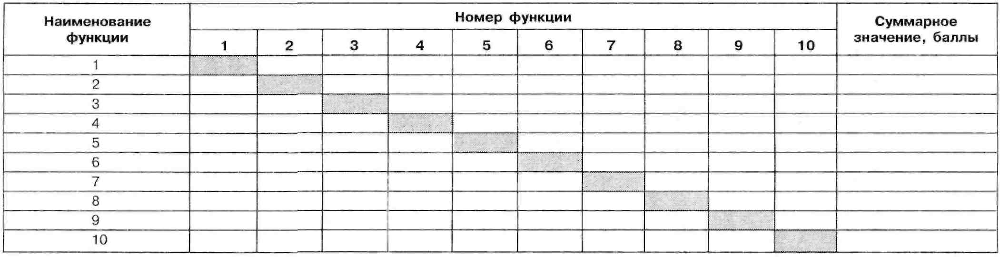 Наименование
функции
Номер функции
Суммарное
значение, баллы
1 2 3 4 5 6 7 8 9 10
1
2
3
4
5
6
7
8
9
10